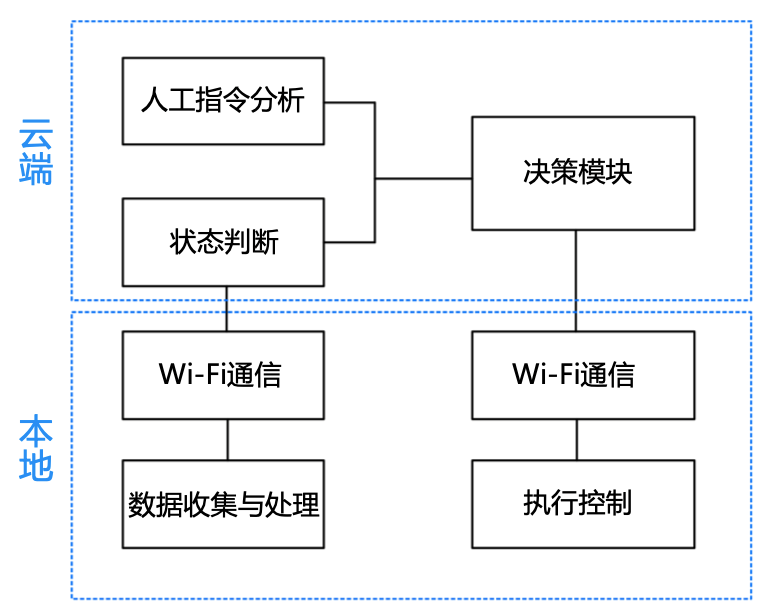 云端
人工指令分析
决策模块
状态判断
本地
Wi-Fi通信
Wi-Fi通信
数据收集与处理
执行控制